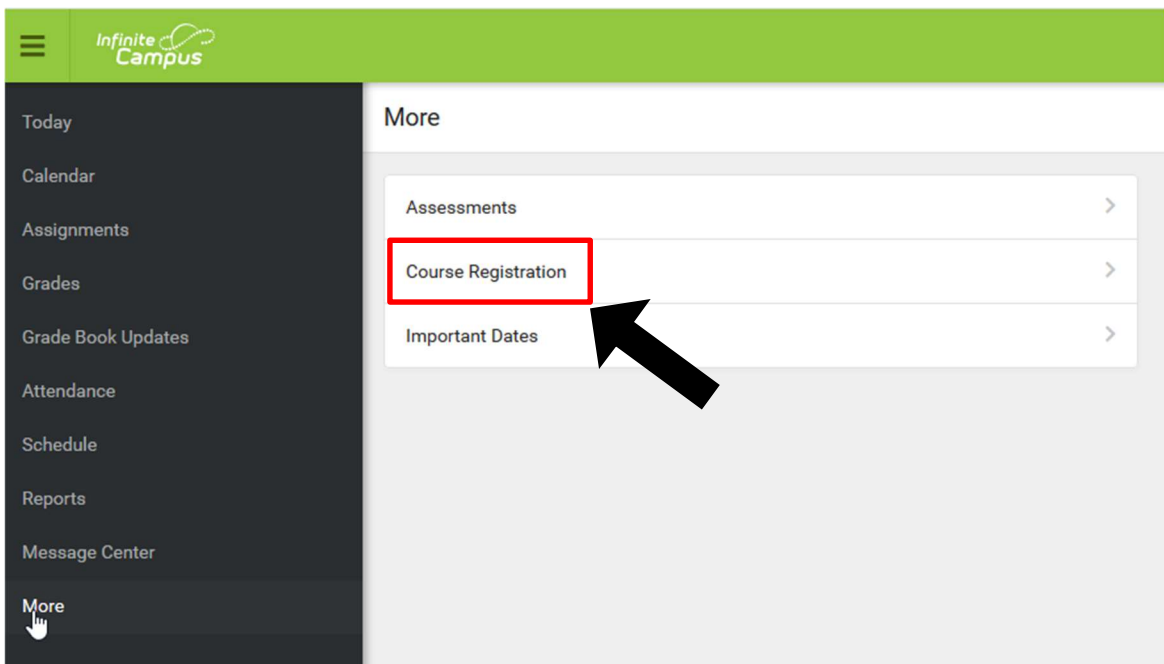 Infinite
Campus
Today
Calendar
Assignments
Grades
Grade Book Updates
Attendance
Schedule
Reports
Message Center
More
More
Assessments
Course Registration
Important Dates